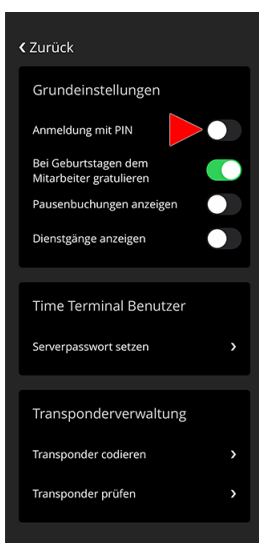 Zurück
Grundeinstellungen
Anmeldung mit PIN
Bei Geburtstagen dem
Mitarbeiter gratulieren
Pausenbuchungen anzeigen
Dienstgänge anzeigen
Time Terminal Benutzer
Serverpasswort setzen
Transponderverwaltung
Transponder codieren
Transponder prüfen